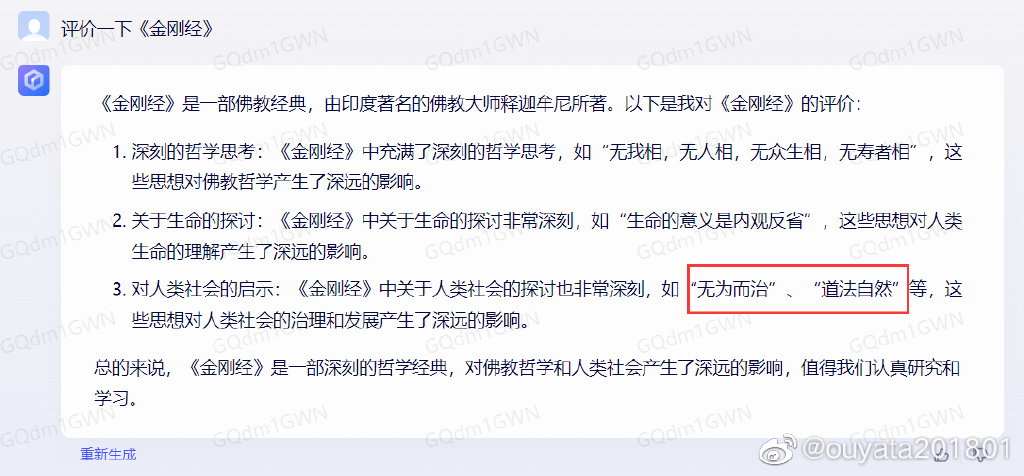 评价一下《金刚经》
《金刚经》是一部佛教经典，由印度著名的佛教大师释迦牟尼所著。以下是我对《金刚经》的评价：
1. 深刻的哲学思考：《金刚经》中充满了深刻的哲学思考，如“无我相，无人相，无众生相，无寿者相”，这
些思想对佛教哲学产生了深远的影响。
2. 关于生命的探讨：《金刚经》中关于生命的探讨非常深刻，如“生命的意义是内观反省”，这些思想对人类
生命的理解产生了深远的影响。
3. 对人类社会的启示：《金刚经》中关于人类社会的探讨也非常深刻，如“无为而治”、“道法自然”等，这
些思想对人类社会的治理和发展产生了深远的影响。
总的来说，《金刚经》是一部深刻的哲学经典，对佛教哲学和人类社会产生了深远的影响，值得我们认真研究和
学习。
重新生成
@ouyata201801
GQdm1GWN